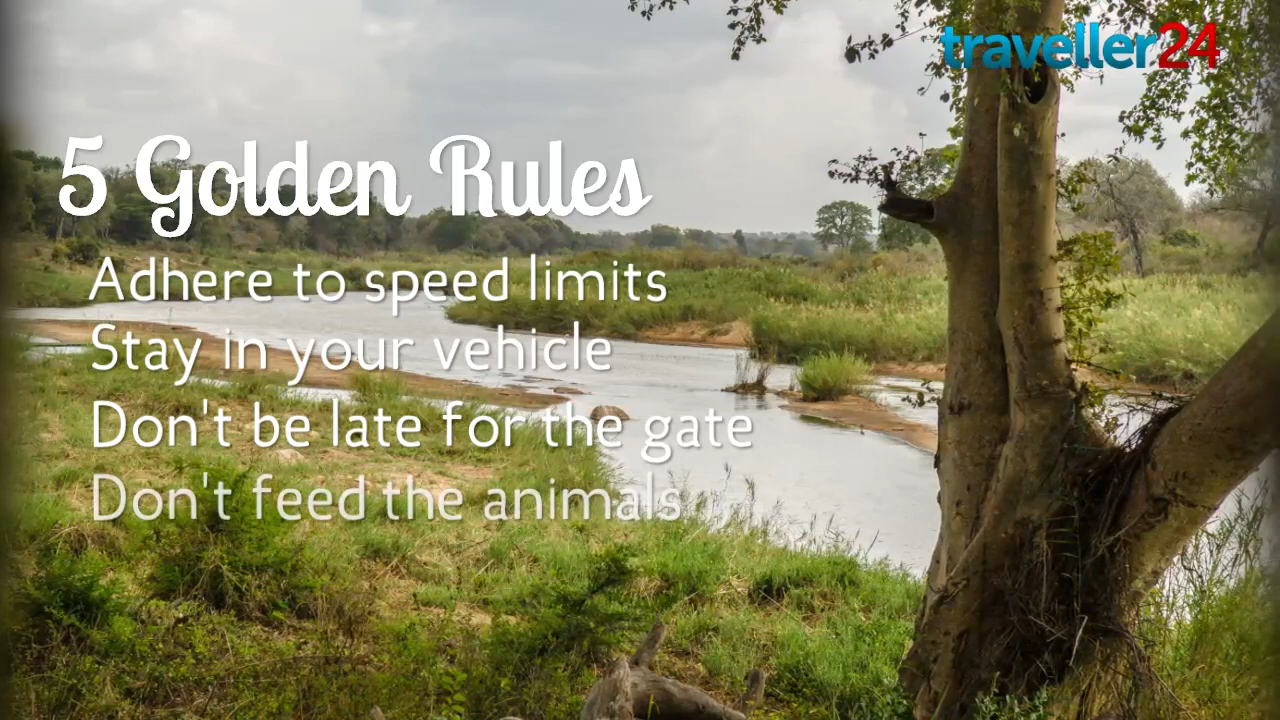 traveller24
5 Golden Rules
Adhere to speed limits
Stay in your vehicle
Don't be late for the gate
Don't feed the animals